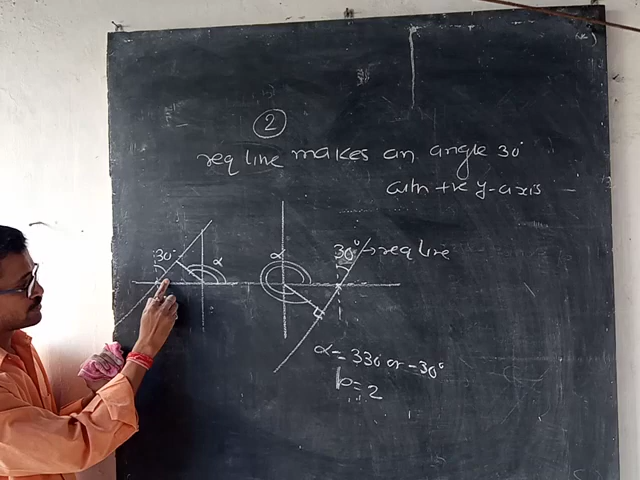 2
req line makes an angle 30°
with +ve y-axis
30°
α
α
30° → req line
α = 330 or -30°
p = 2